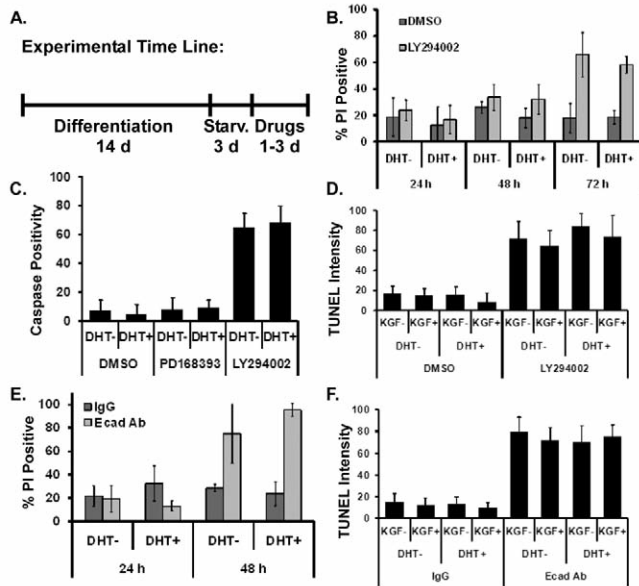 A.
Experimental Time Line:
Differentiation Starv. Drugs
14 d 3 d 1-3 d
B.
DMSO
LY294002
% PI Positive
100
80
60
40
20
0
DHT- DHT+ DHT- DHT+ DHT- DHT+
24 h 48 h 72 h
C.
Caspase Positivity
100
80
60
40
20
0
DHT- DHT+ DHT- DHT+ DHT- DHT+
DMSO PD168393 LY294002
D.
TUNEL Intensity
100
80
60
40
20
0
KGF- KGF+ KGF- KGF+ KGF- KGF+ KGF- KGF+
DHT- DHT+ DHT- DHT+
DMSO LY294002
E.
IgG
Ecad Ab
% PI Positive
100
80
60
40
20
0
DHT- DHT+ DHT- DHT+
24 h 48 h
F.
TUNEL Intensity
100
80
60
40
20
0
KGF- KGF+ KGF- KGF+ KGF- KGF+ KGF- KGF+
DHT- DHT+ DHT- DHT+
IgG Ecad Ab